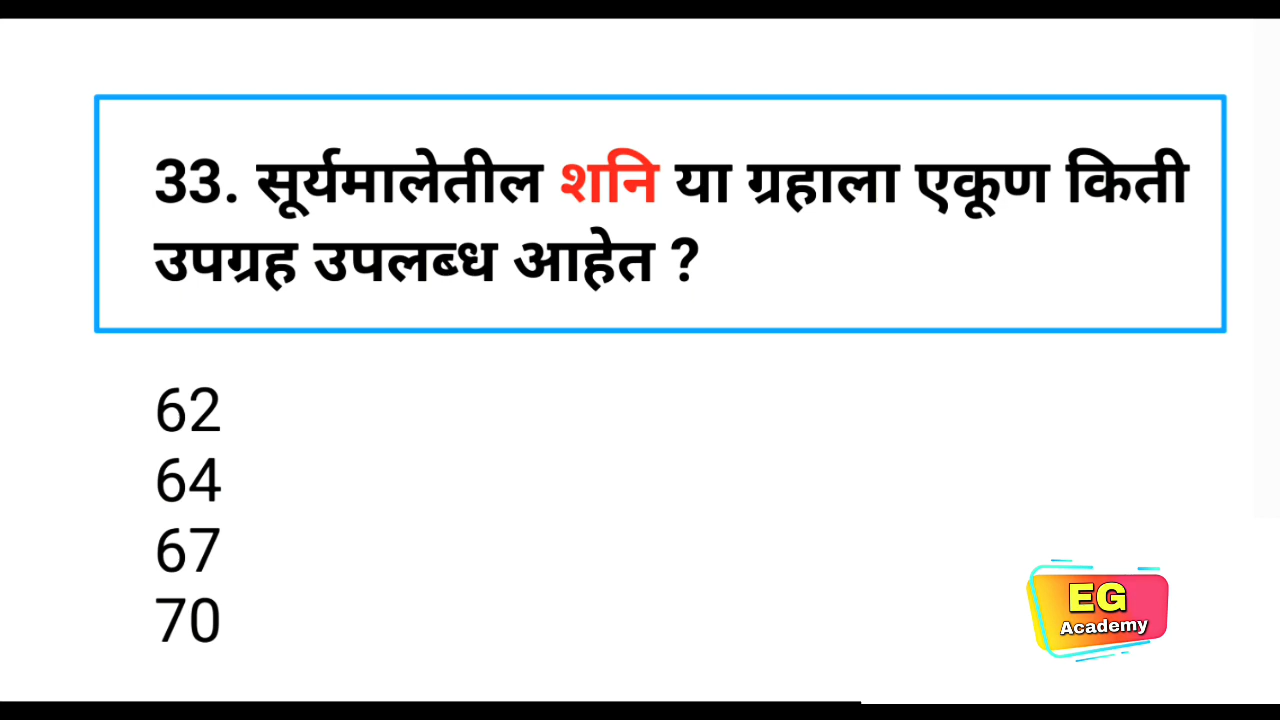 33. सूर्यमालेतील शनि या ग्रहाला एकूण किती
उपग्रह उपलब्ध आहेत ?
62
64
67
70
EG
Academy